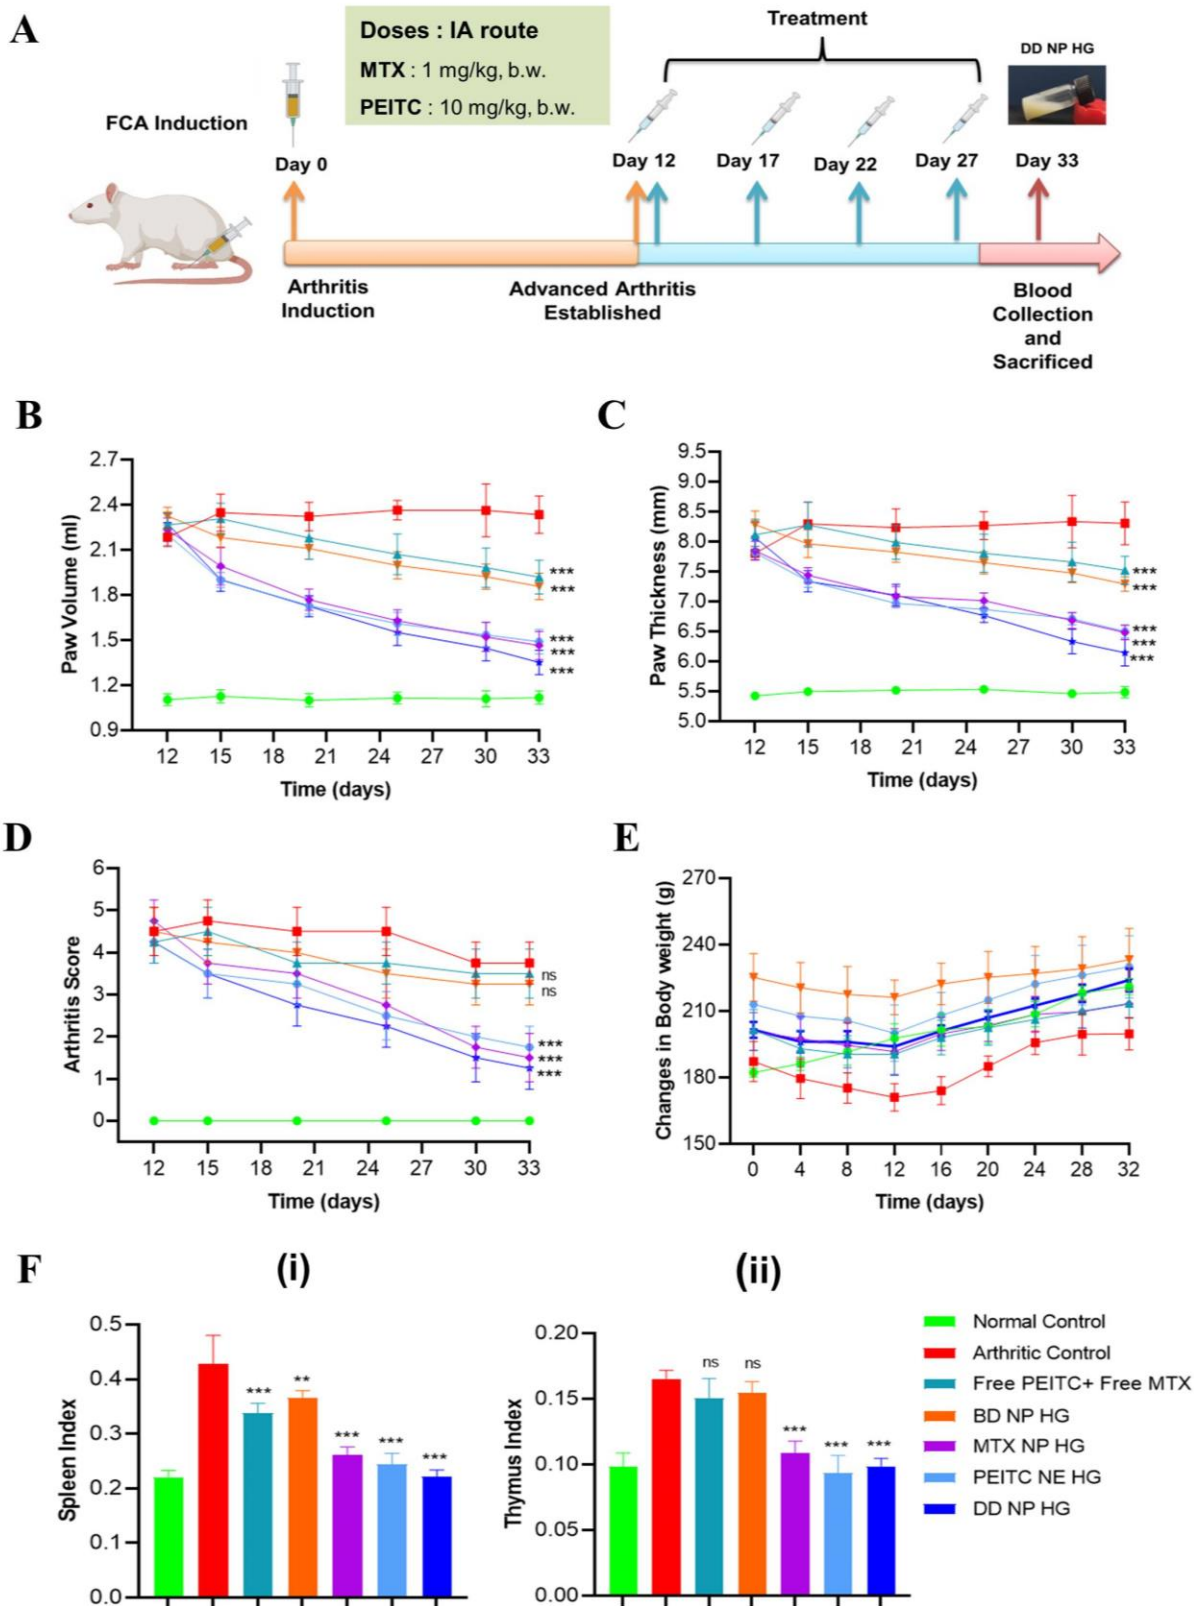 A
Doses : IA route
MTX : 1 mg/kg, b.w.
PEITC : 10 mg/kg, b.w.
Treatment
DD NP HG
FCA Induction
Day 0
Day 12
Day 17
Day 22
Day 27
Day 33
Arthritis
Induction
Advanced Arthritis
Established
Blood
Collection
and
Sacrificed
B
Paw Volume (ml)
2.7
2.4
2.1
1.8
1.5
1.2
0.9
***
***
***
***
***
12 15 18 21 24 27 30 33
Time (days)
C
Paw Thickness (mm)
9.5
9.0
8.5
8.0
7.5
7.0
6.5
6.0
5.5
5.0
***
***
***
***
***
12 15 18 21 24 27 30 33
Time (days)
D
Arthritis Score
6
5
4
3
2
1
0
ns
ns
***
***
***
12 15 18 21 24 27 30 33
Time (days)
E
Changes in Body weight (g)
270
240
210
180
150
0 4 8 12 16 20 24 28 32
Time (days)
F
(i)
Spleen Index
0.5
0.4
0.3
0.2
0.1
0.0
*** ** *** *** ***
(ii)
Thymus Index
0.20
0.15
0.10
0.05
0.00
ns ns *** *** ***
Normal Control
Arthritic Control
Free PEITC+ Free MTX
BD NP HG
MTX NP HG
PEITC NE HG
DD NP HG